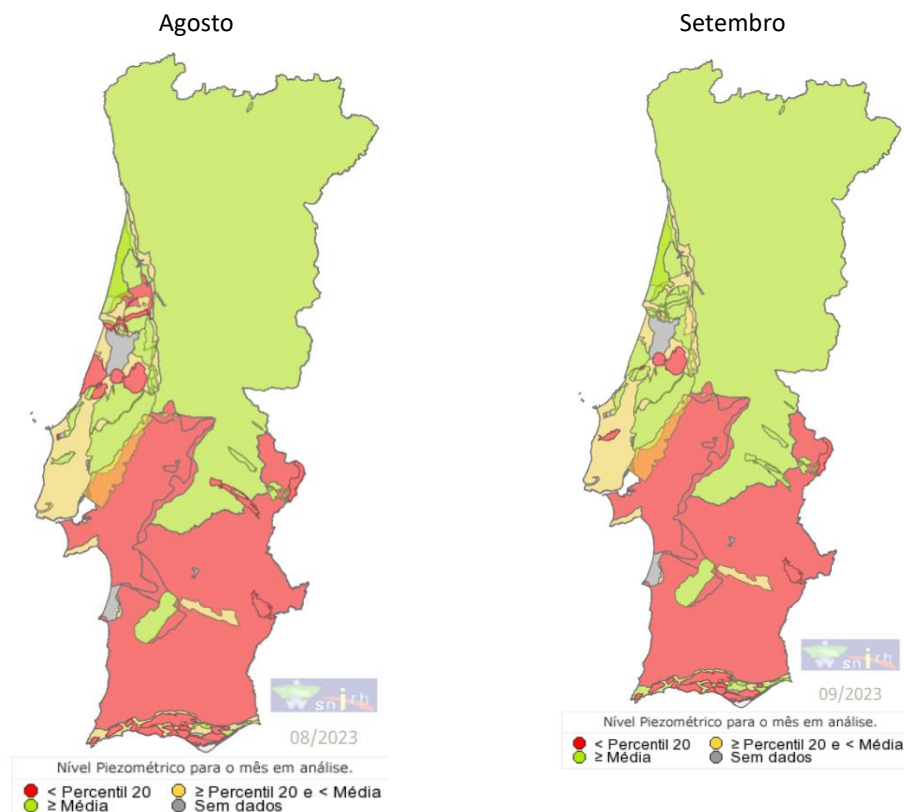 Agosto
Setembro
snirh
08/2023
Nível Piezométrico para o mês em análise.
< Percentil 20
≥ Percentil 20 e < Média
≥ Média
Sem dados
snirh
09/2023
Nível Piezométrico para o mês em análise.
< Percentil 20
≥ Percentil 20 e < Média
≥ Média
Sem dados